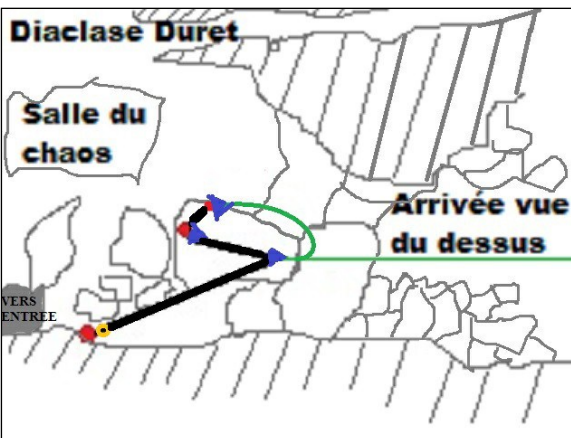 Diaclase Duret
Salle du
chaos
Arrivée vue
du dessus
VERS
ENTREE